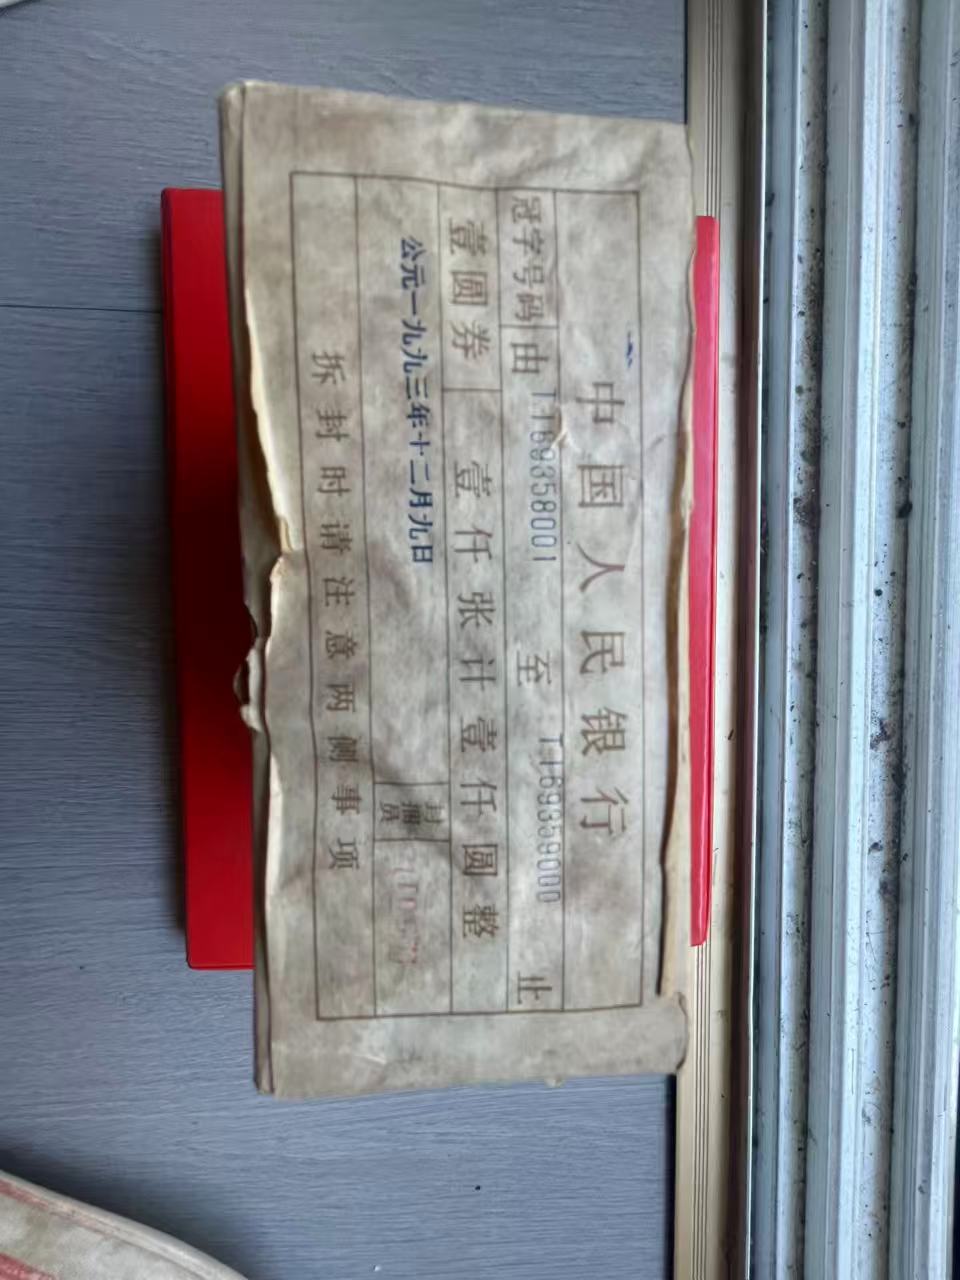 中国人民银行
冠字号码 由 TT69358001 至 TT69359000 止
壹圆券 壹仟张计壹仟圆整
公元一九九三年十二月九日 封捆员
拆封时请注意两侧事项